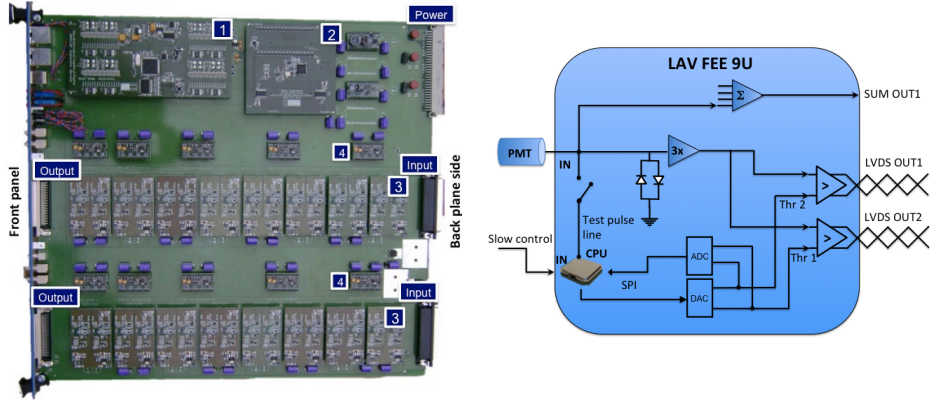 Power
1
2
4
Output
Input
3
Front panel
Back plane side
4
Output
Input
3
LAV FEE 9U
Σ
SUM OUT1
PMT
IN
3x
LVDS OUT1
>
Thr 2
Test pulse
line
LVDS OUT2
>
Thr 1
Slow control
IN
CPU
ADC
SPI
DAC